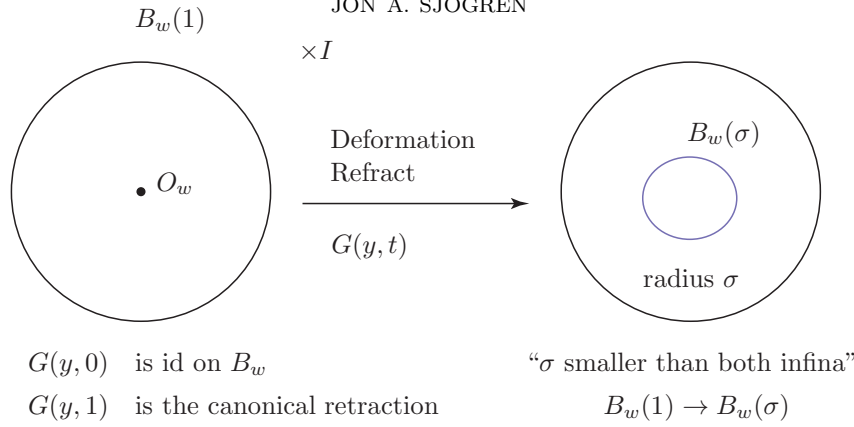 JON A. SJOGREN
B_w(1)
×I
Deformation
Refract
G(y, t)
O_w
B_w(σ)
radius σ
G(y, 0) is id on B_w
G(y, 1) is the canonical retraction
“σ smaller than both infina”
B_w(1) → B_w(σ)